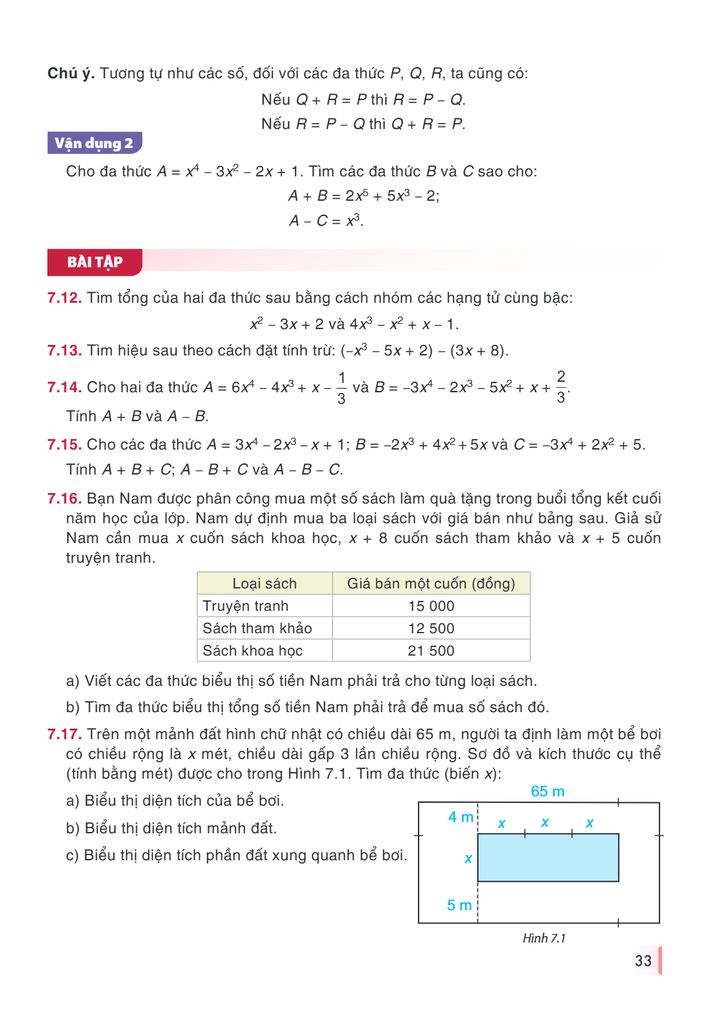 Chú ý. Tương tự như các số, đối với các đa thức P, Q, R, ta cũng có:
Nếu Q + R = P thì R = P – Q.
Nếu R = P – Q thì Q + R = P.
Vận dụng 2
Cho đa thức A = x⁴ – 3x² – 2x + 1. Tìm các đa thức B và C sao cho:
A + B = 2x⁵ + 5x³ – 2;
A – C = x³.
BÀI TẬP
7.12. Tìm tổng của hai đa thức sau bằng cách nhóm các hạng tử cùng bậc:
x² – 3x + 2 và 4x³ – x² + x – 1.
7.13. Tìm hiệu sau theo cách đặt tính trừ: (–x³ – 5x + 2) – (3x + 8).
7.14. Cho hai đa thức A = 6x⁴ – 4x³ + x – 1/3 và B = –3x⁴ – 2x³ – 5x² + x + 2/3.
Tính A + B và A – B.
7.15. Cho các đa thức A = 3x⁴ – 2x³ – x + 1; B = –2x³ + 4x² + 5x và C = –3x⁴ + 2x² + 5.
Tính A + B + C; A – B + C và A – B – C.
7.16. Bạn Nam được phân công mua một số sách làm quà tặng trong buổi tổng kết cuối
năm học của lớp. Nam dự định mua ba loại sách với giá bán như bảng sau. Giả sử
Nam cần mua x cuốn sách khoa học, x + 8 cuốn sách tham khảo và x + 5 cuốn
truyện tranh.
Loại sách Giá bán một cuốn (đồng)
Truyện tranh 15 000
Sách tham khảo 12 500
Sách khoa học 21 500
a) Viết các đa thức biểu thị số tiền Nam phải trả cho từng loại sách.
b) Tìm đa thức biểu thị tổng số tiền Nam phải trả để mua số sách đó.
7.17. Trên một mảnh đất hình chữ nhật có chiều dài 65 m, người ta định làm một bể bơi
có chiều rộng là x mét, chiều dài gấp 3 lần chiều rộng. Sơ đồ và kích thước cụ thể
(tính bằng mét) được cho trong Hình 7.1. Tìm đa thức (biến x):
a) Biểu thị diện tích của bể bơi.
b) Biểu thị diện tích mảnh đất.
c) Biểu thị diện tích phần đất xung quanh bể bơi.
65 m
4 m
x x x
x
5 m
Hình 7.1
33